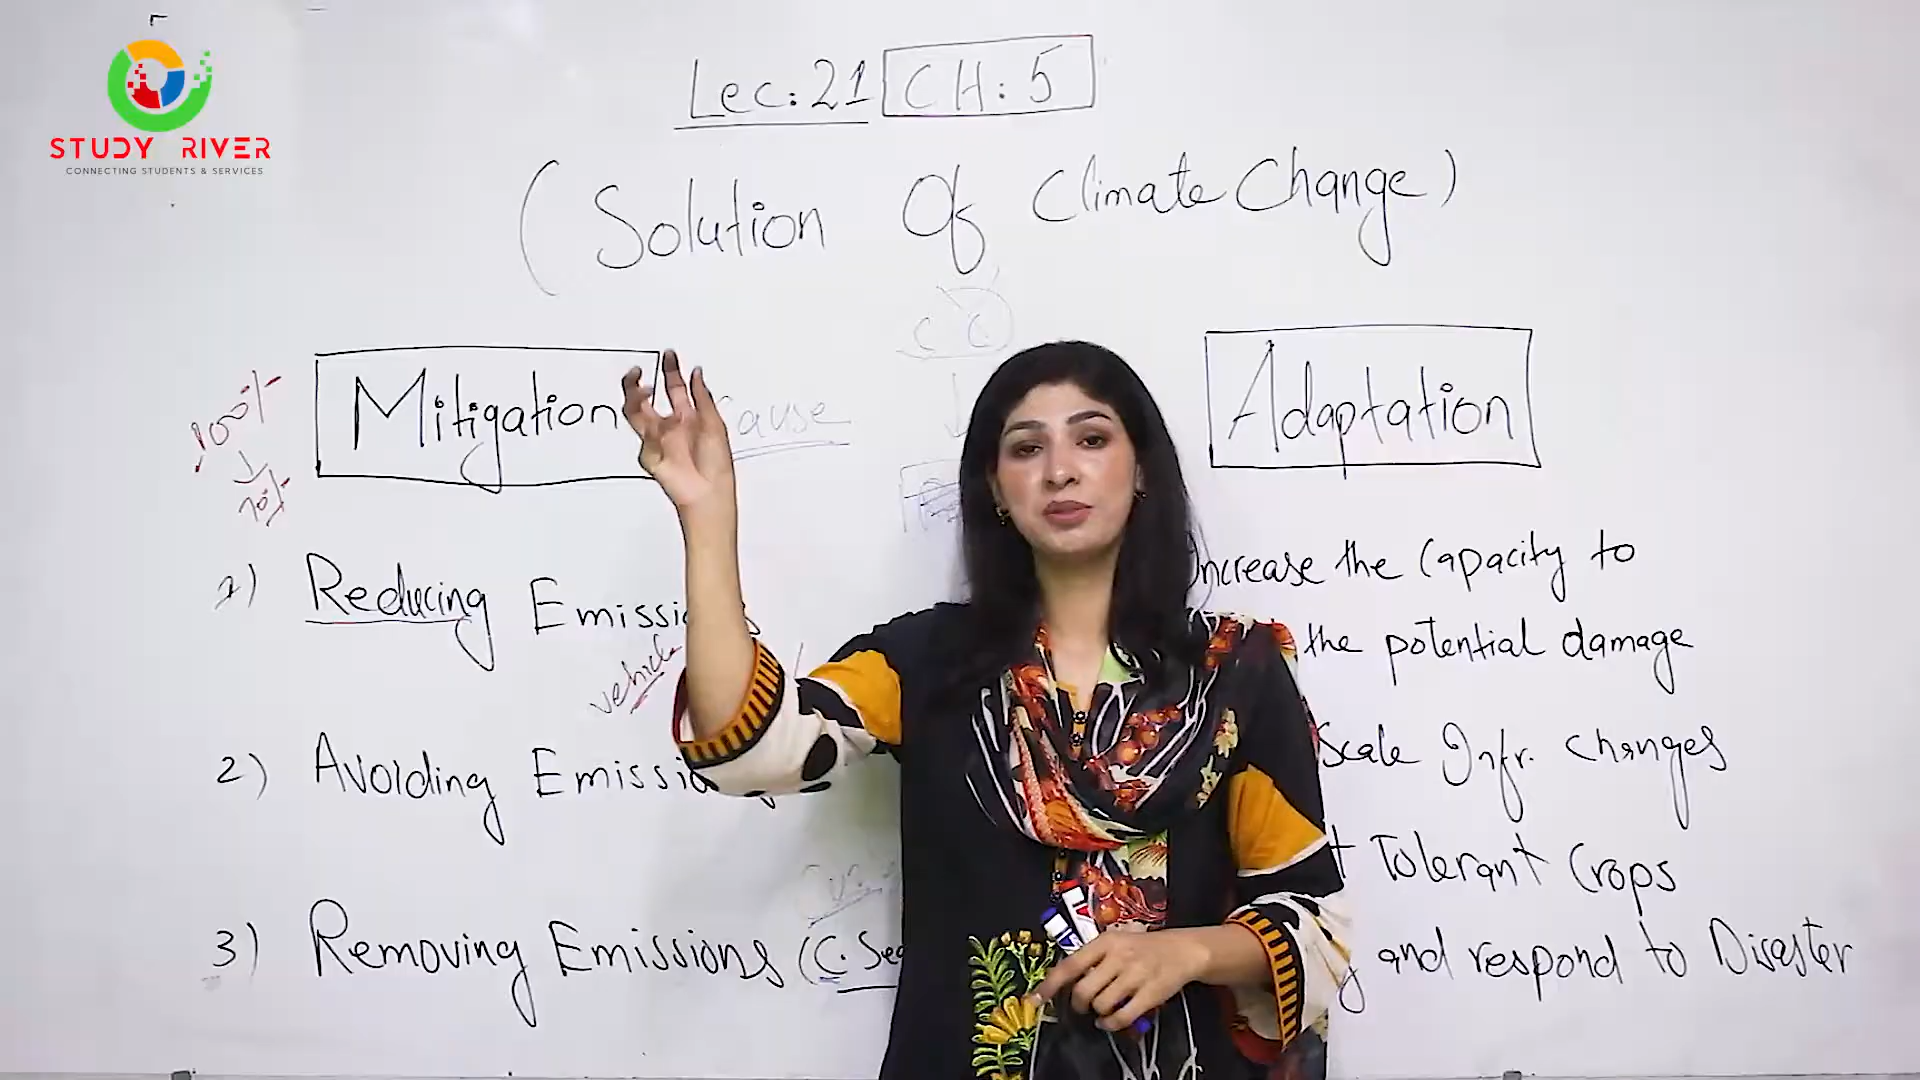 STUDY RIVER
CONNECTING STUDENTS & SERVICES
Lec: 21 CH: 5
(Solution Of Climate Change)
C C
Mitigation
ause
Adaptation
100%
70%
1) Reducing Emissi
vehicle
2) Avoiding Emissi
3) Removing Emissions (C. Se
ncrease the Capacity to
the potential damage
Scale Infr. changes
t Tolerant Crops
y and respond to Disaster